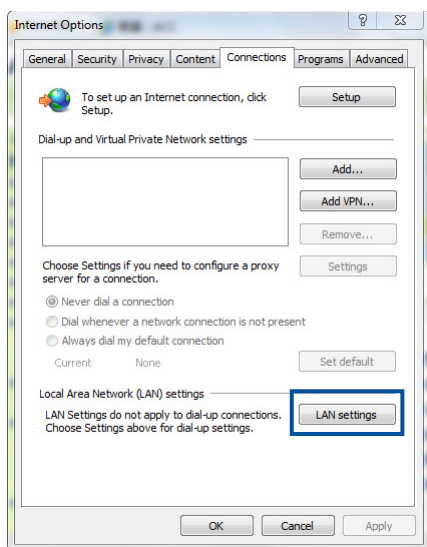 Internet Options
General Security Privacy Content Connections Programs Advanced
To set up an Internet connection, click
Setup.
Setup
Dial-up and Virtual Private Network settings
Add...
Add VPN...
Remove...
Choose Settings if you need to configure a proxy
server for a connection.
Settings
Never dial a connection
Dial whenever a network connection is not present
Always dial my default connection
Current None
Set default
Local Area Network (LAN) settings
LAN Settings do not apply to dial-up connections.
Choose Settings above for dial-up settings.
LAN settings
OK Cancel Apply